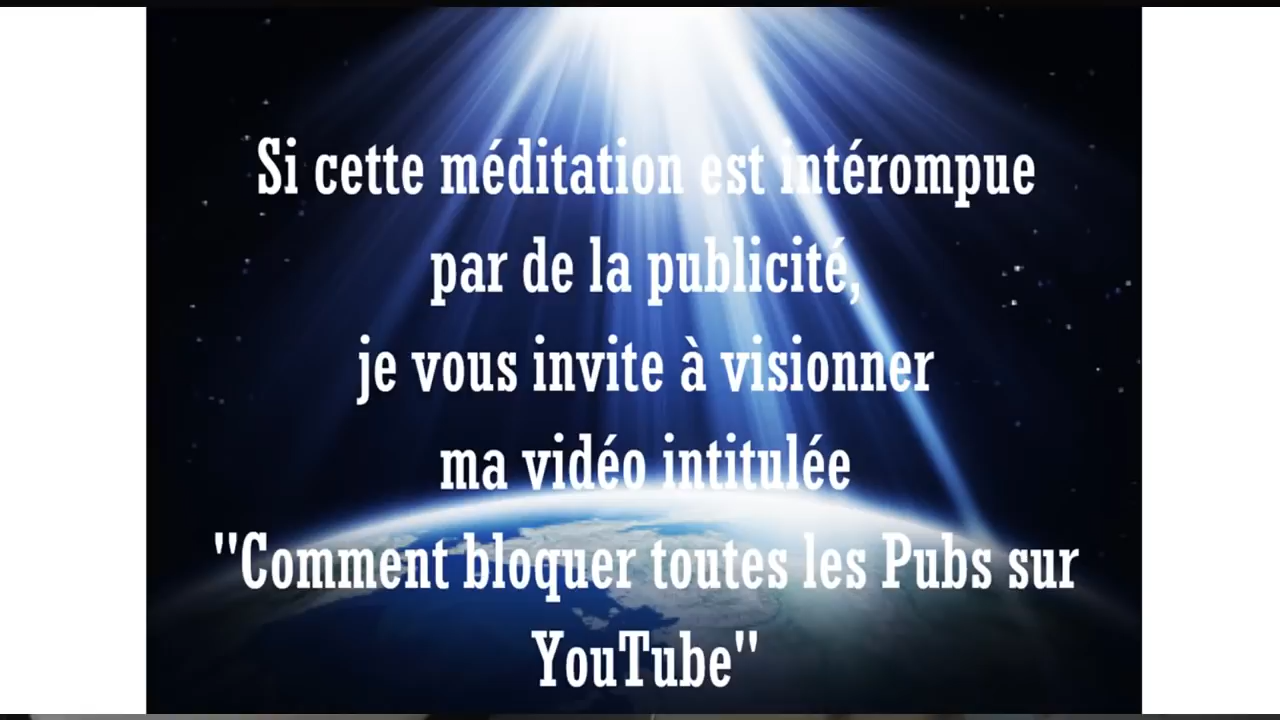 Si cette méditation est intérompue
par de la publicité,
je vous invite à visionner
ma vidéo intitulée
"Comment bloquer toutes les Pubs sur
YouTube"